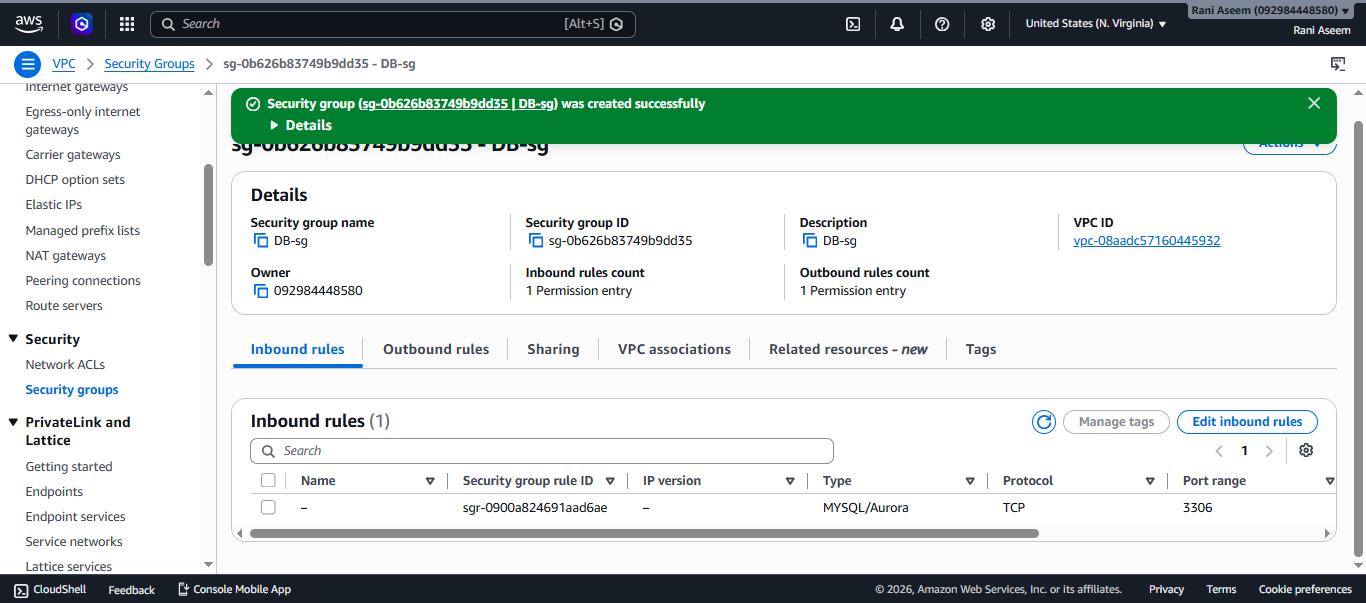 aws
Search [Alt+S]
United States (N. Virginia)
Rani Aseem (092984448580)
Rani Aseem
VPC > Security Groups > sg-0b626b83749b9dd35 - DB-sg
Internet gateways
Egress-only internet
gateways
Carrier gateways
DHCP option sets
Elastic IPs
Managed prefix lists
NAT gateways
Peering connections
Route servers
Security
Network ACLs
Security groups
PrivateLink and
Lattice
Getting started
Endpoints
Endpoint services
Service networks
Lattice services
Security group (sg-0b626b83749b9dd35 | DB-sg) was created successfully
Details
sg-0b626b83749b9dd35 - DB-sg
Actions
Details
Security group name
DB-sg
Security group ID
sg-0b626b83749b9dd35
Description
DB-sg
VPC ID
vpc-08aadc57160445932
Owner
092984448580
Inbound rules count
1 Permission entry
Outbound rules count
1 Permission entry
Inbound rules Outbound rules Sharing VPC associations Related resources - new Tags
Inbound rules (1)
Manage tags Edit inbound rules
Search
1
Name Security group rule ID IP version Type Protocol Port range
– sgr-0900a824691aad6ae – MYSQL/Aurora TCP 3306
CloudShell Feedback Console Mobile App © 2026, Amazon Web Services, Inc. or its affiliates. Privacy Terms Cookie preferences